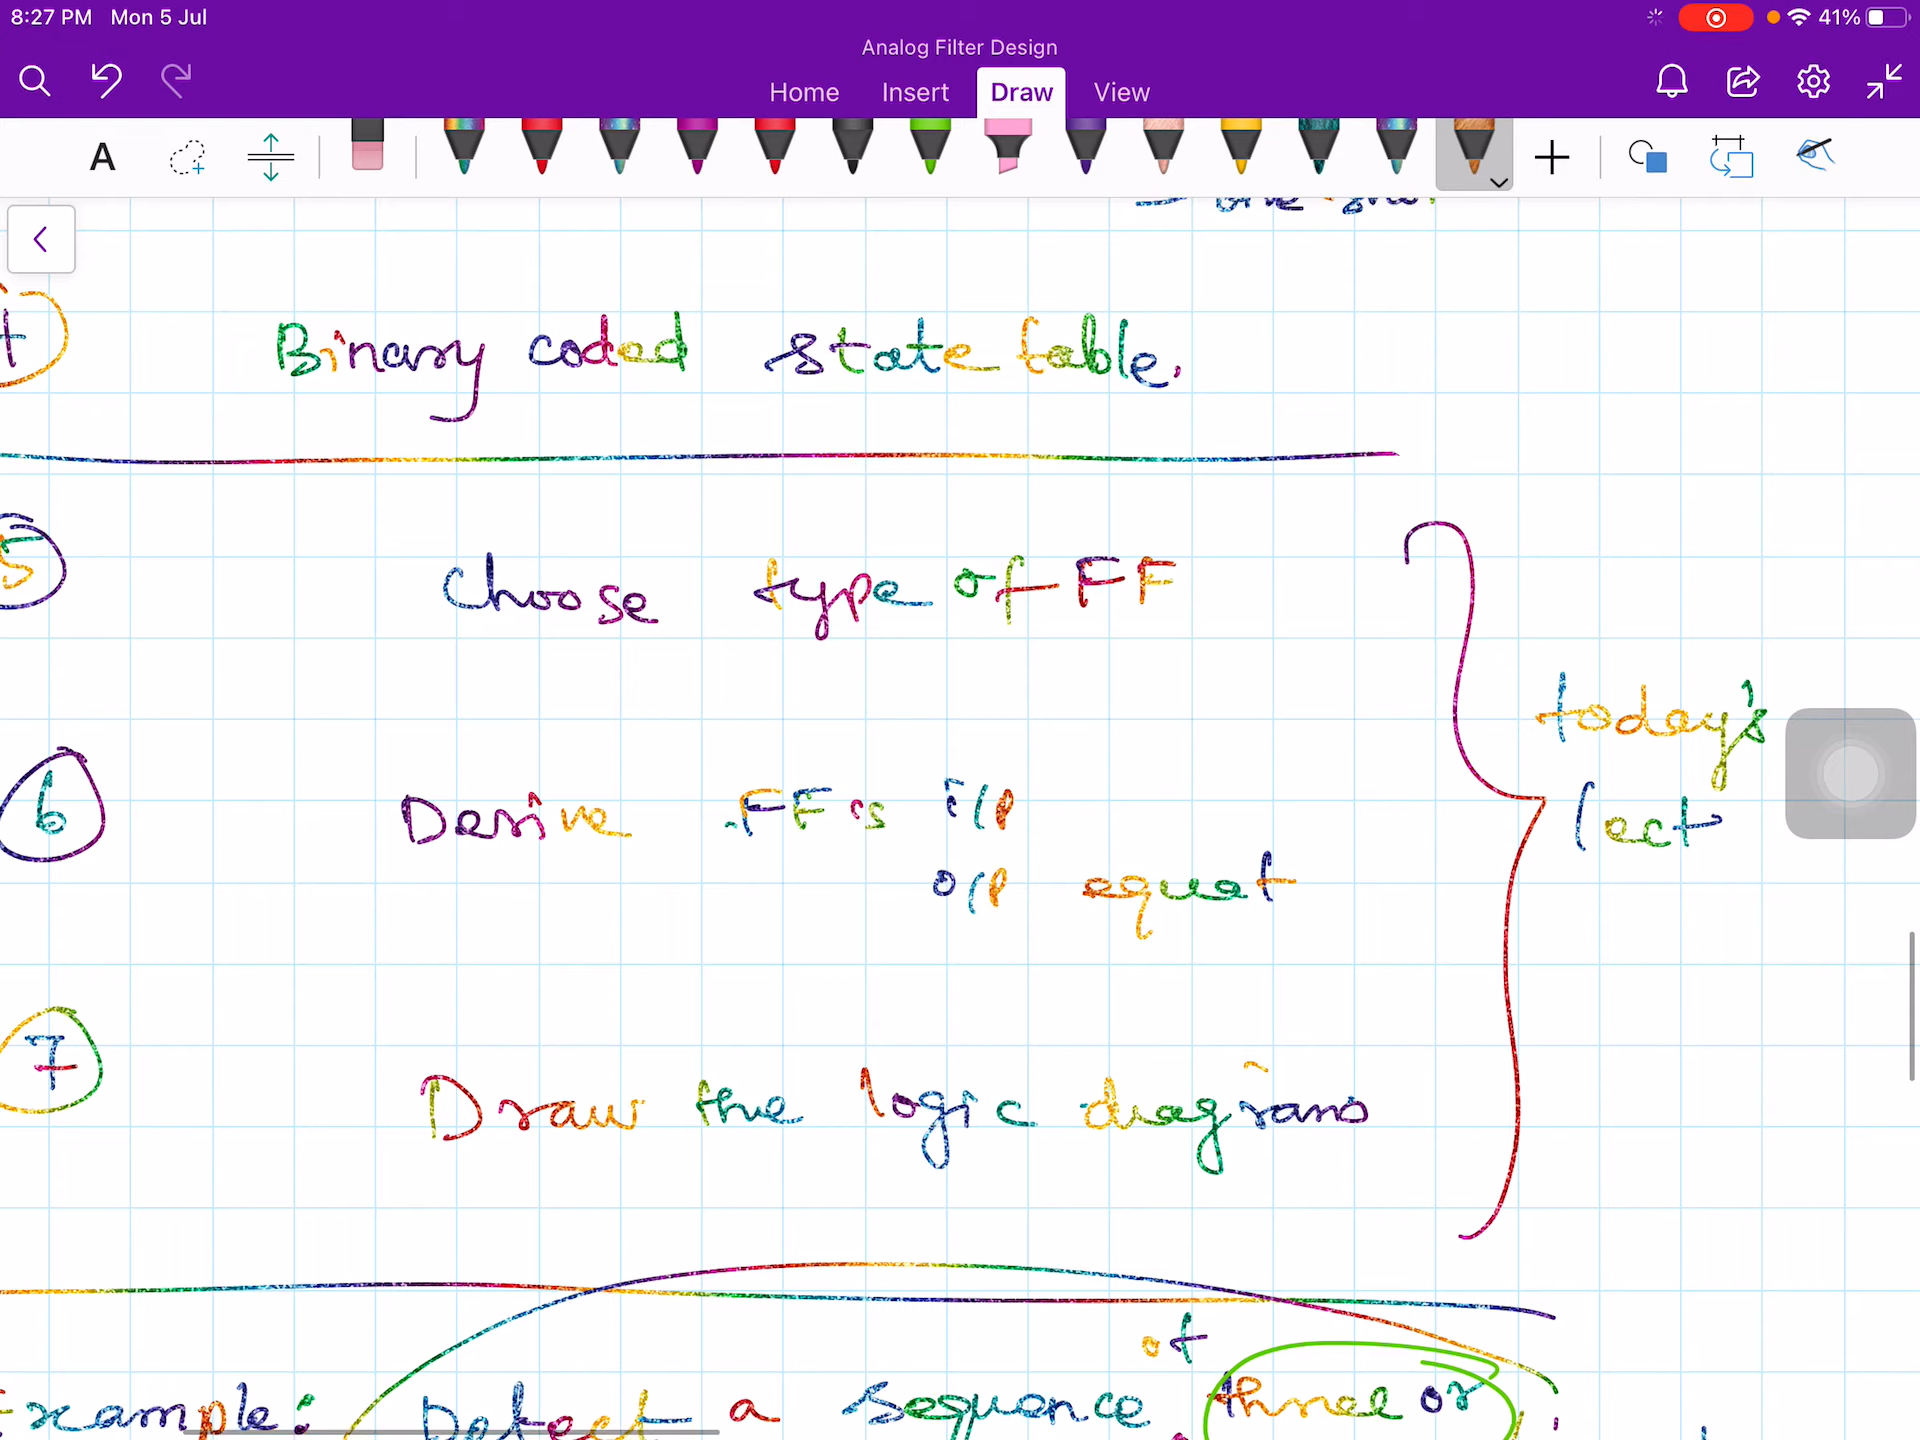 8:27 PM Mon 5 Jul
41%
Analog Filter Design
Home Insert Draw View
A
Binary coded state table.
5 Choose type of FF
today's
lect
6 Derive FF is i/p
o/p equat
7 Draw the logic diagrams
of
Example: Detect a sequence three or